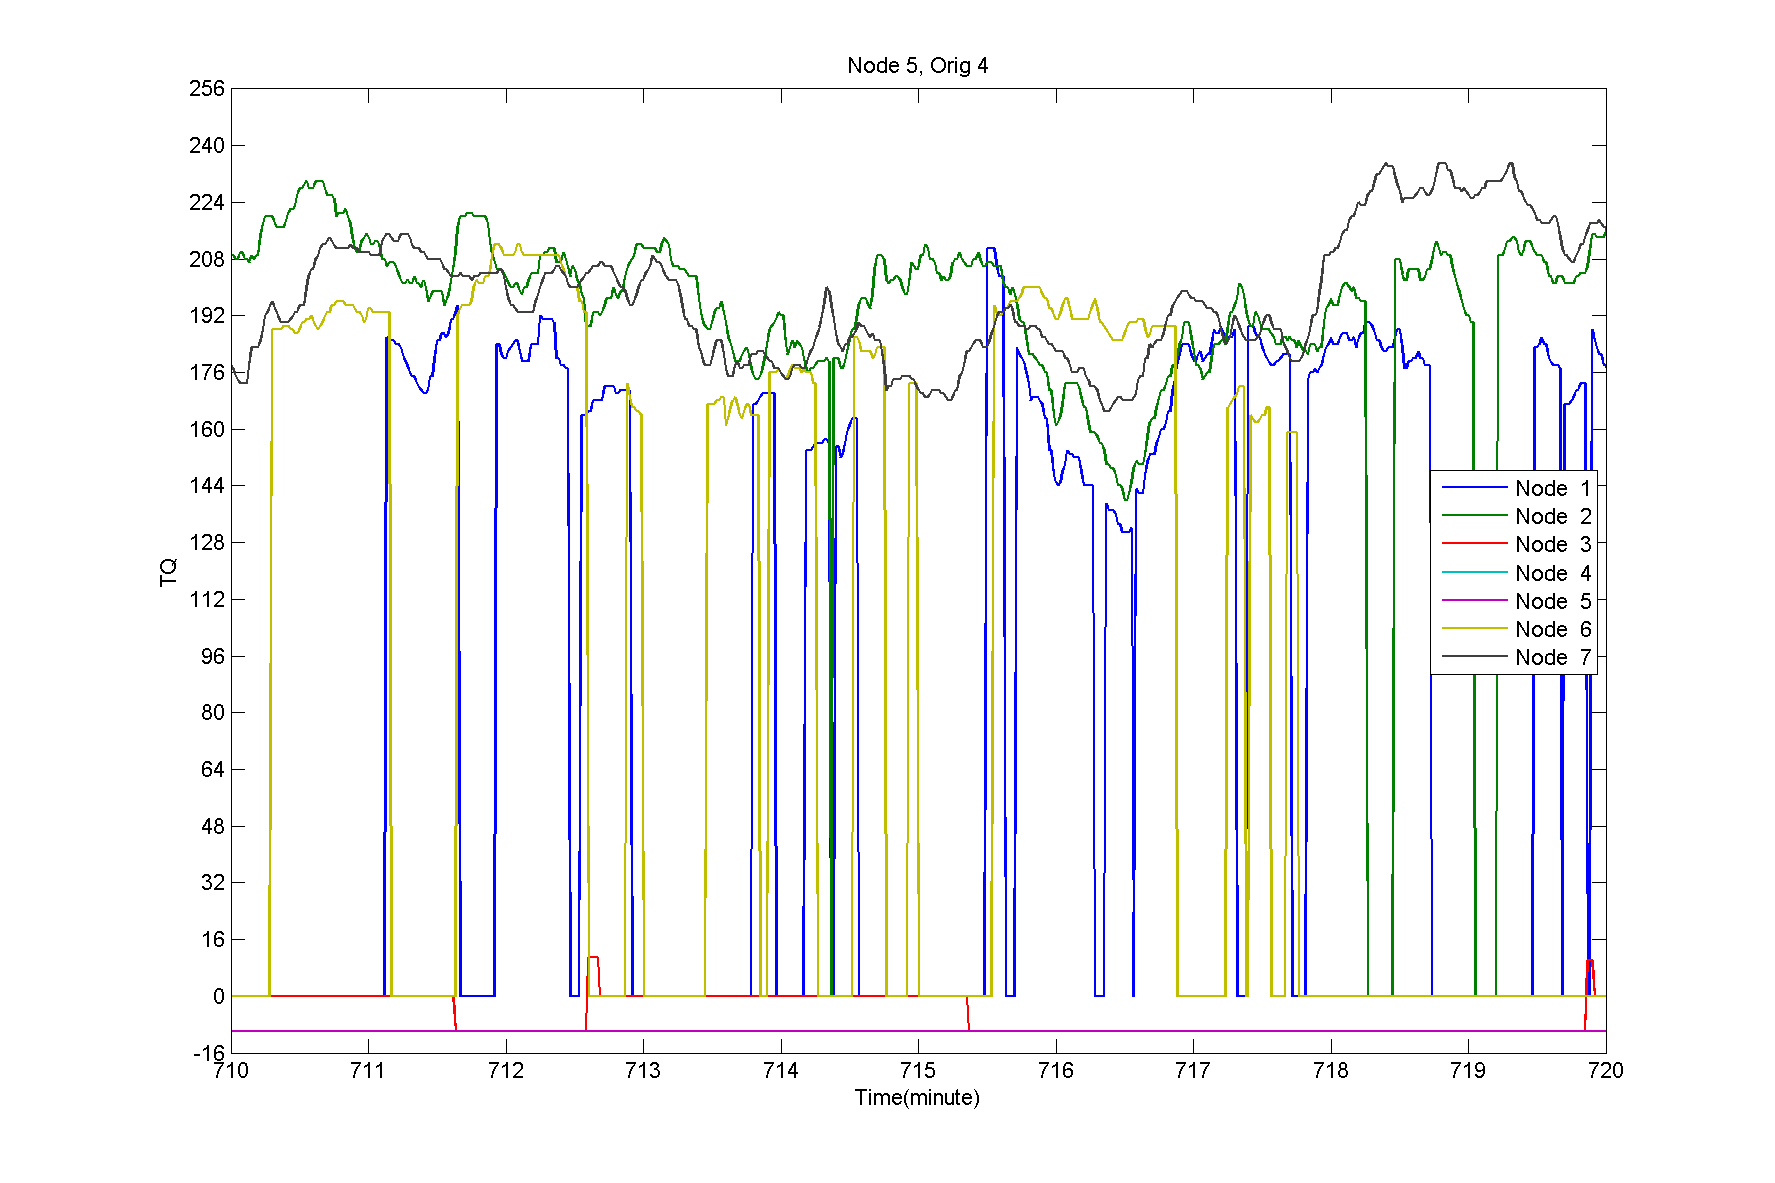 Node 5, Orig 4
256
240
224
208
192
176
160
144
128
112
96
80
64
48
32
16
0
-16
TQ
Node 1
Node 2
Node 3
Node 4
Node 5
Node 6
Node 7
710 711 712 713 714 715 716 717 718 719 720
Time(minute)